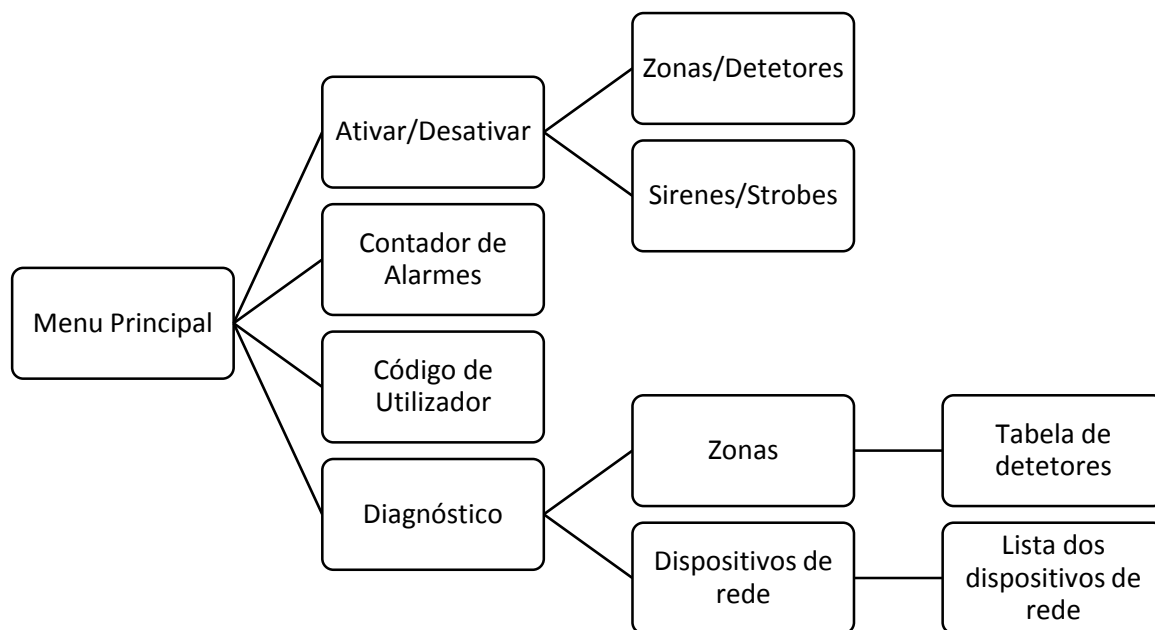 Menu Principal
Ativar/Desativar
Zonas/Detetores
Sirenes/Strobes
Contador de
Alarmes
Código de
Utilizador
Diagnóstico
Zonas
Tabela de
detetores
Dispositivos de
rede
Lista dos
dispositivos de
rede